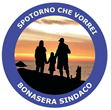 SPOTORNO CHE VORREI
BONASERA SINDACO